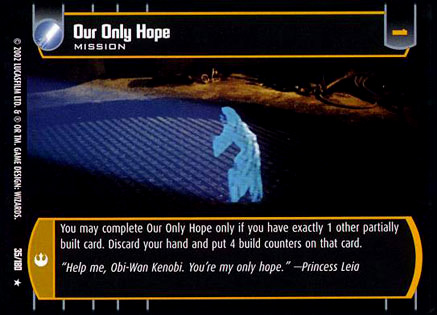 Our Only Hope
MISSION
1
You may complete Our Only Hope only if you have exactly 1 other partially
built card. Discard your hand and put 4 build counters on that card.
“Help me, Obi-Wan Kenobi. You're my only hope.” —Princess Leia
© 2002 LUCASFILM LTD. & ® OR TM. GAME DESIGN: WIZARDS.
35/180